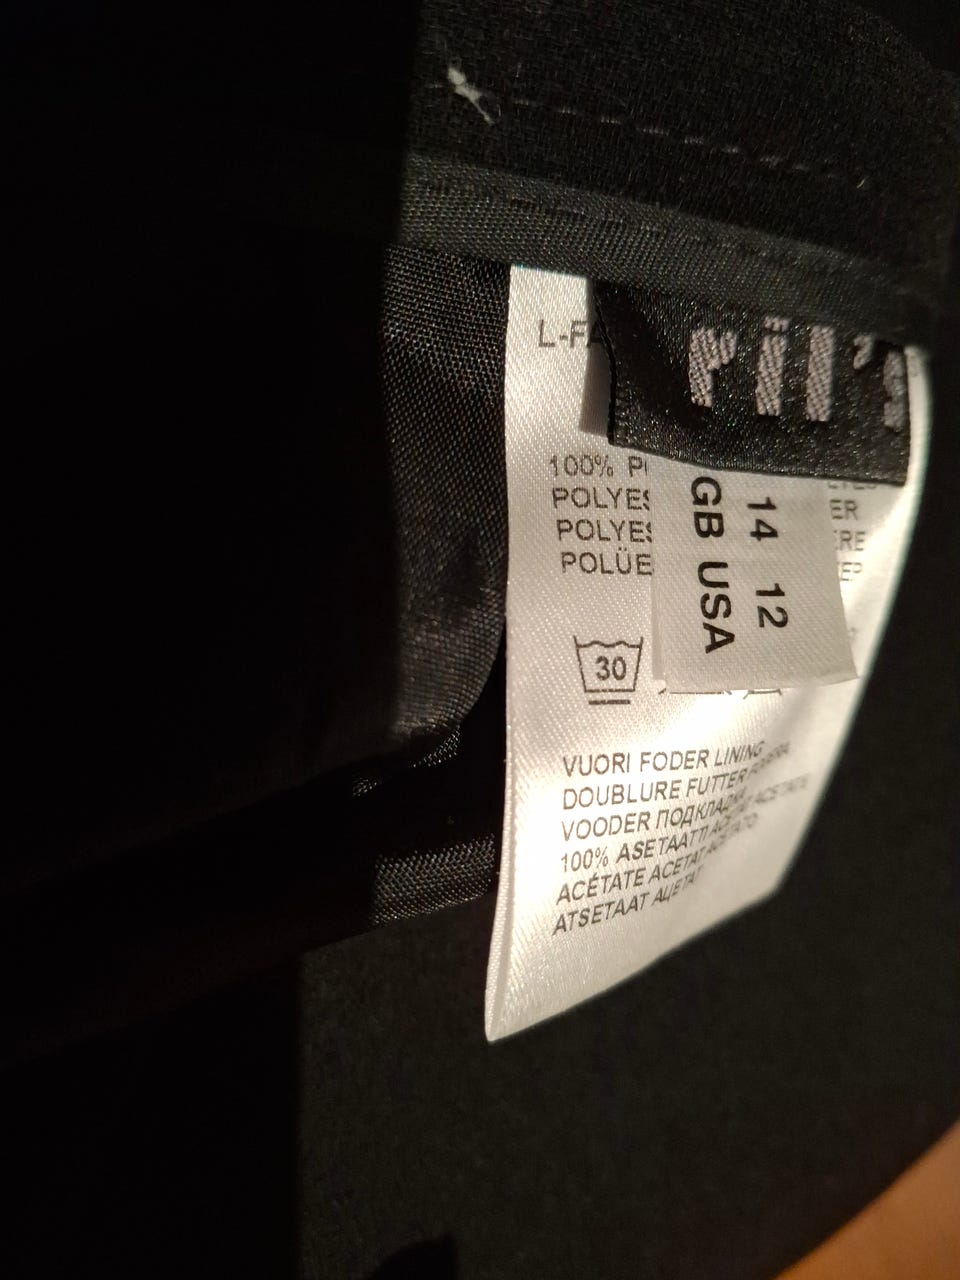 L-FA
ril's
100% P
POLYES
POLYES
POLÜE
ER
ERE
14 12
GB USA
30
VUORI FODER LINING
DOUBLURE FUTTER FODERA
VOODER ПОДКЛАДКА
100% ASETAATTI ACETAT ACETATE
ACÉTATE ACETAT ACETATO
ATSETAAT АЦЕТАТ